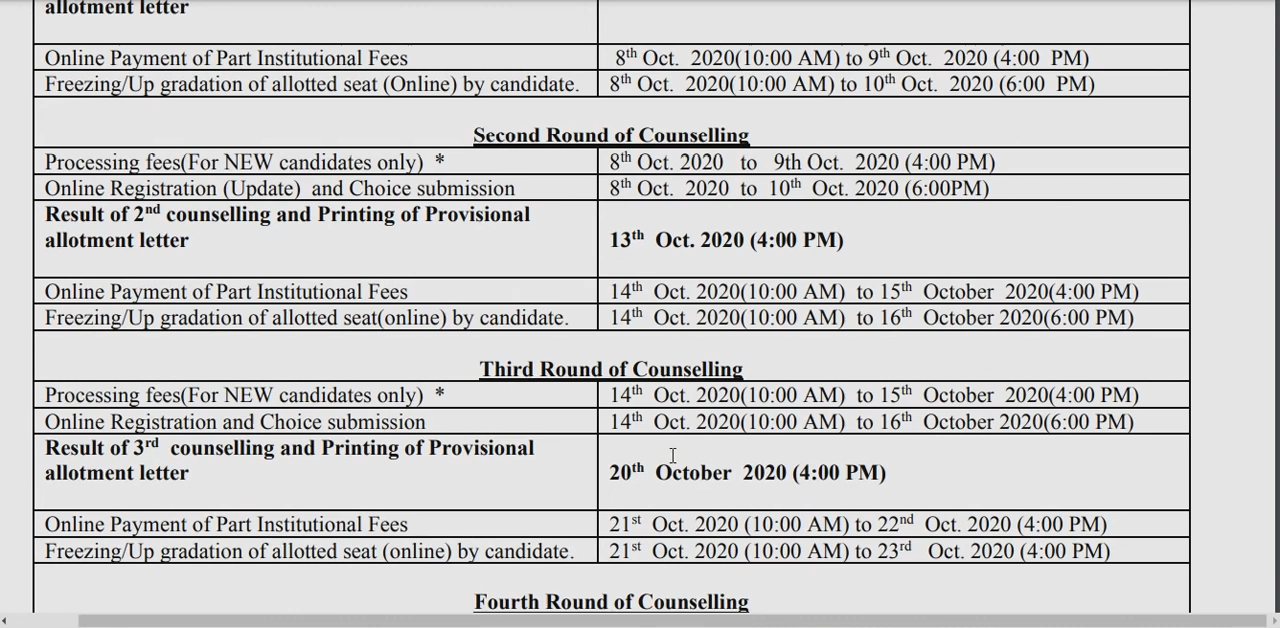 allotment letter
Online Payment of Part Institutional Fees 8th Oct. 2020(10:00 AM) to 9th Oct. 2020 (4:00 PM)
Freezing/Up gradation of allotted seat (Online) by candidate. 8th Oct. 2020(10:00 AM) to 10th Oct. 2020 (6:00 PM)
Second Round of Counselling
Processing fees(For NEW candidates only) * 8th Oct. 2020 to 9th Oct. 2020 (4:00 PM)
Online Registration (Update) and Choice submission 8th Oct. 2020 to 10th Oct. 2020 (6:00PM)
Result of 2nd counselling and Printing of Provisional
allotment letter 13th Oct. 2020 (4:00 PM)
Online Payment of Part Institutional Fees 14th Oct. 2020(10:00 AM) to 15th October 2020(4:00 PM)
Freezing/Up gradation of allotted seat(online) by candidate. 14th Oct. 2020(10:00 AM) to 16th October 2020(6:00 PM)
Third Round of Counselling
Processing fees(For NEW candidates only) * 14th Oct. 2020(10:00 AM) to 15th October 2020(4:00 PM)
Online Registration and Choice submission 14th Oct. 2020(10:00 AM) to 16th October 2020(6:00 PM)
Result of 3rd counselling and Printing of Provisional
allotment letter 20th October 2020 (4:00 PM)
Online Payment of Part Institutional Fees 21st Oct. 2020 (10:00 AM) to 22nd Oct. 2020 (4:00 PM)
Freezing/Up gradation of allotted seat (online) by candidate. 21st Oct. 2020 (10:00 AM) to 23rd Oct. 2020 (4:00 PM)
Fourth Round of Counselling